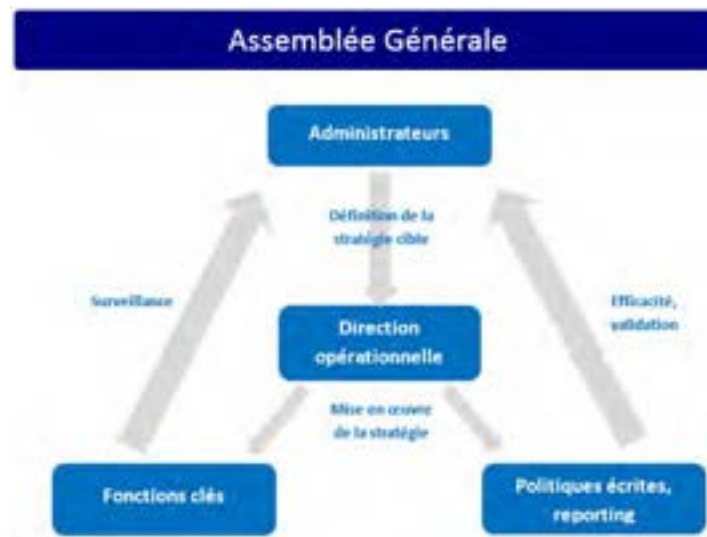 Assemblée Générale
Administrateurs
Définition de la
stratégie cible
Surveillance
Efficacité,
validation
Direction
opérationnelle
Mise en œuvre
de la stratégie
Fonctions clés
Politiques écrites,
reporting